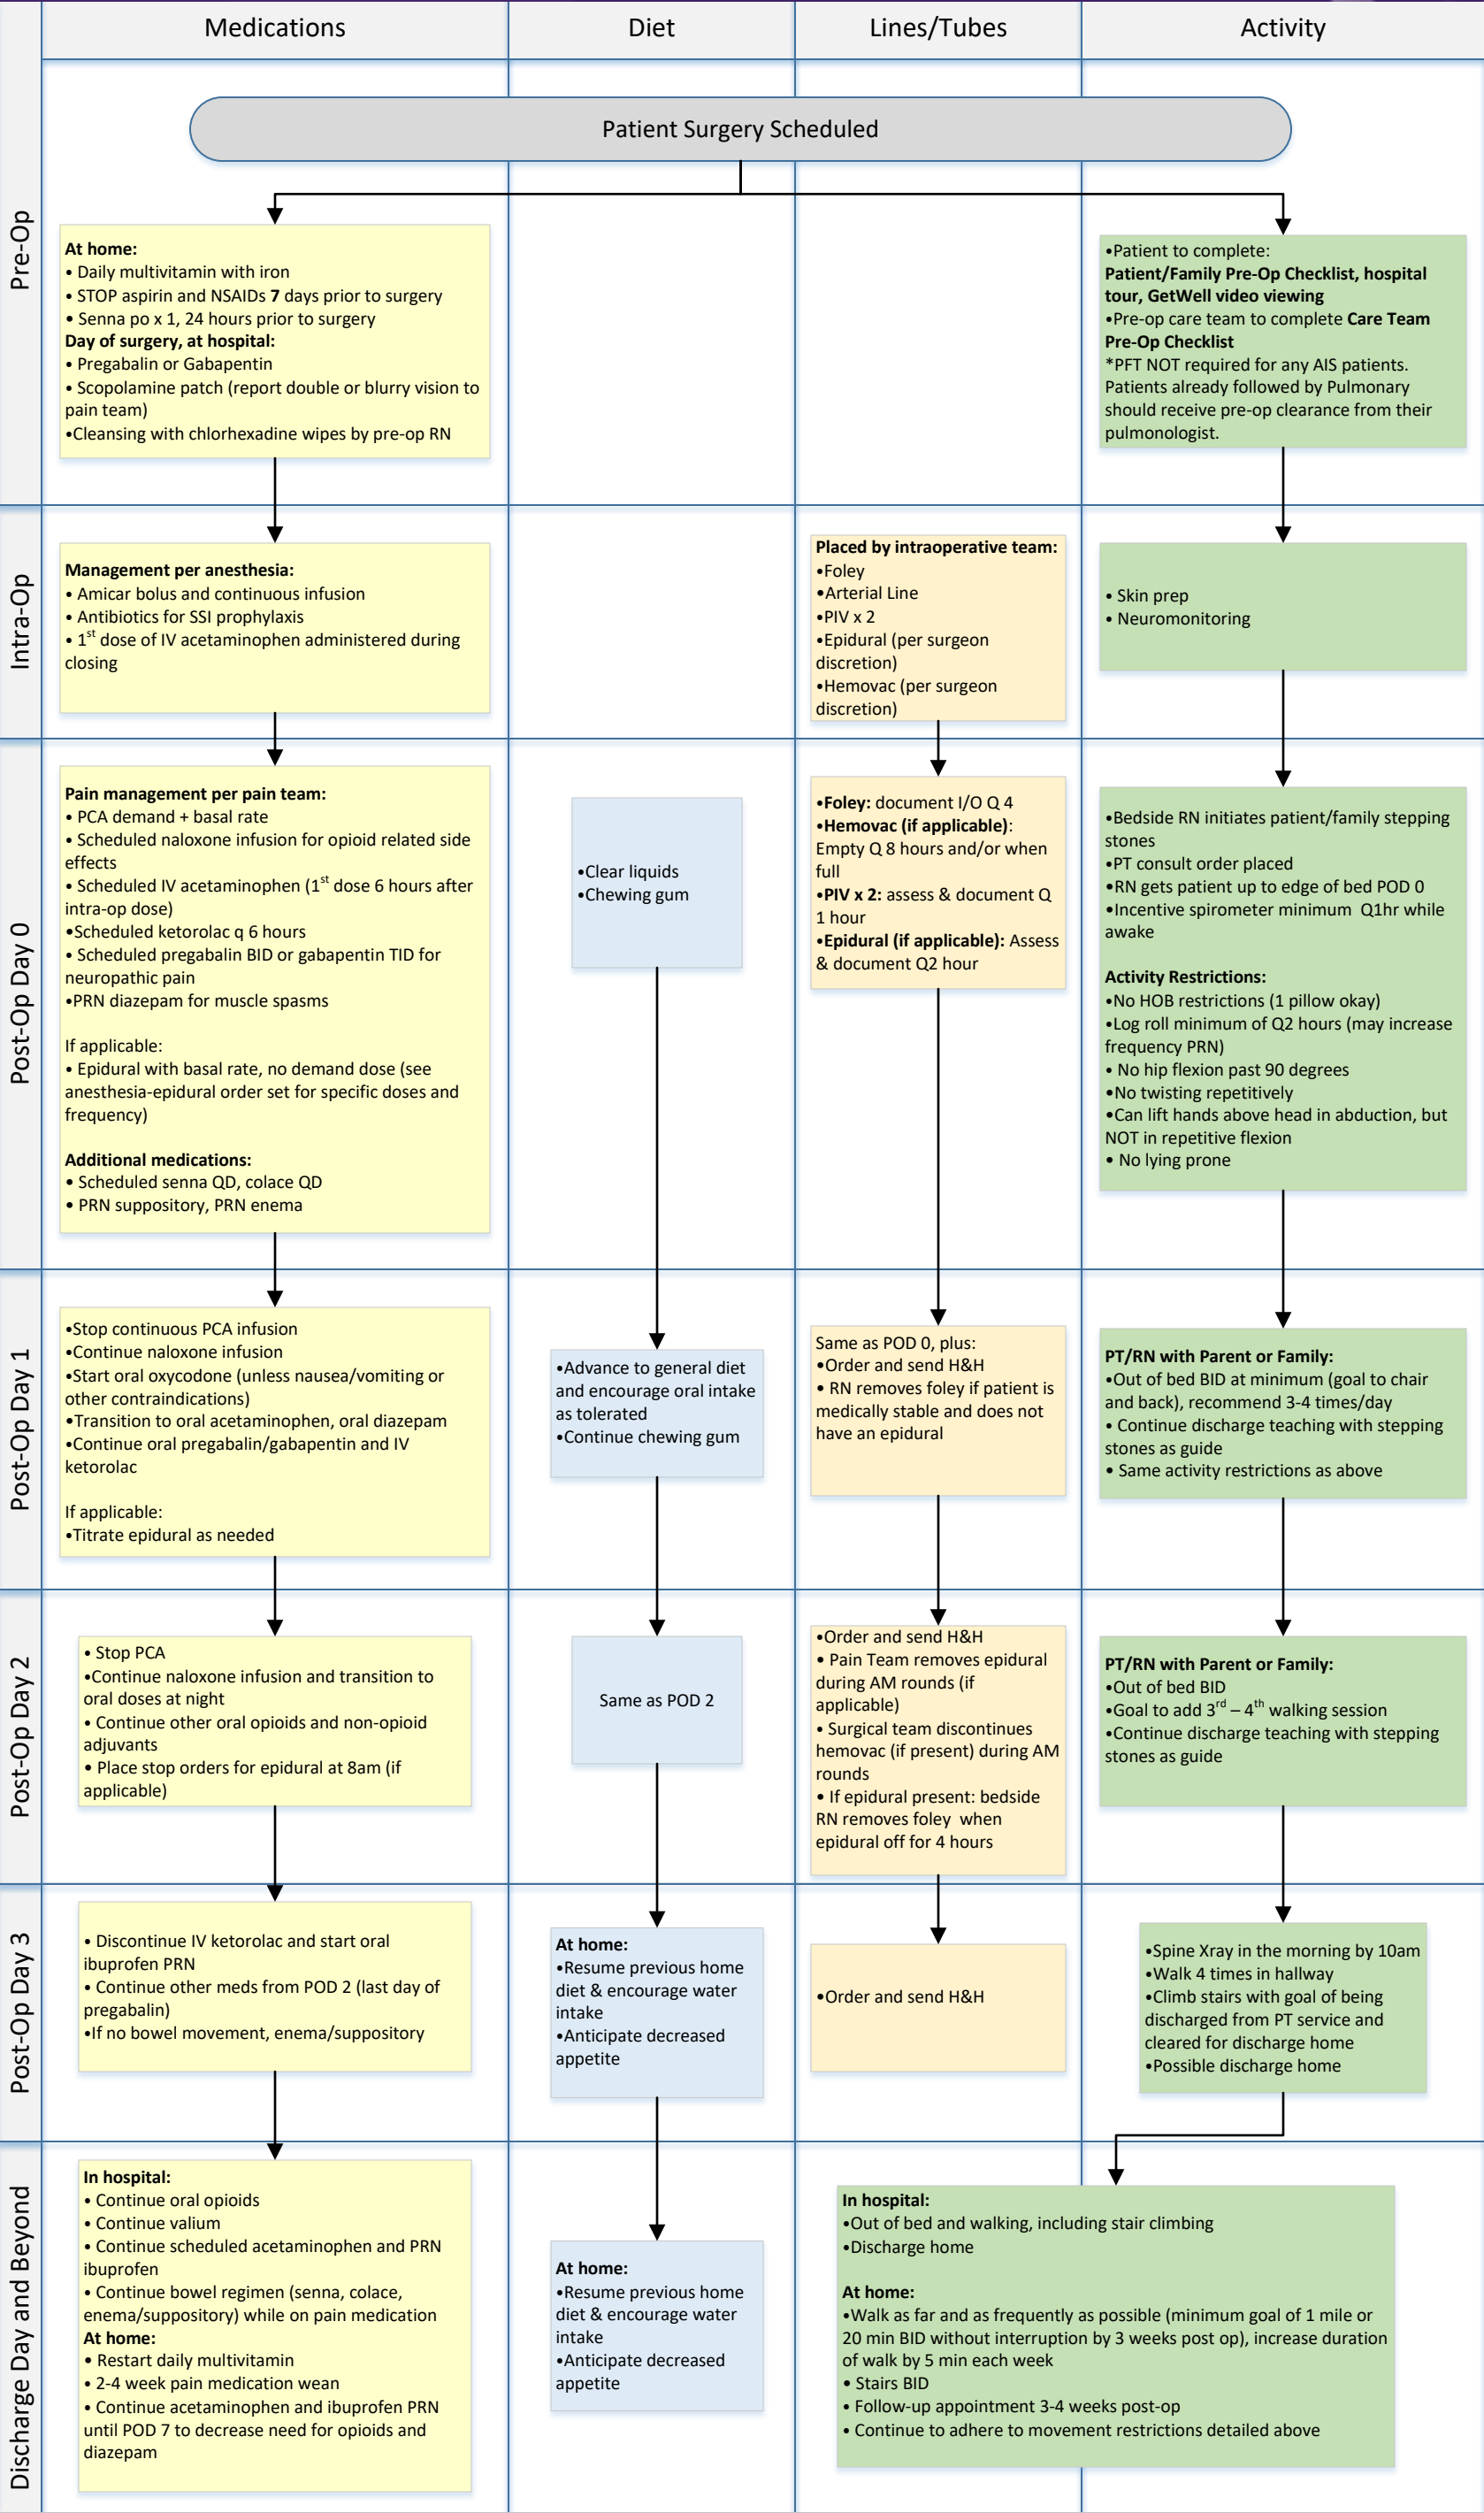 Medications
Diet
Lines/Tubes
Activity
Pre-Op
Patient Surgery Scheduled
At home:
• Daily multivitamin with iron
• STOP aspirin and NSAIDs 7 days prior to surgery
• Senna po x 1, 24 hours prior to surgery
Day of surgery, at hospital:
• Pregabalin or Gabapentin
• Scopolamine patch (report double or blurry vision to
pain team)
•Cleansing with chlorhexadine wipes by pre-op RN
•Patient to complete:
Patient/Family Pre-Op Checklist, hospital
tour, GetWell video viewing
•Pre-op care team to complete Care Team
Pre-Op Checklist
*PFT NOT required for any AIS patients.
Patients already followed by Pulmonary
should receive pre-op clearance from their
pulmonologist.
Intra-Op
Management per anesthesia:
• Amicar bolus and continuous infusion
• Antibiotics for SSI prophylaxis
• 1st dose of IV acetaminophen administered during
closing
Placed by intraoperative team:
•Foley
•Arterial Line
•PIV x 2
•Epidural (per surgeon
discretion)
•Hemovac (per surgeon
discretion)
• Skin prep
• Neuromonitoring
Post-Op Day 0
Pain management per pain team:
• PCA demand + basal rate
• Scheduled naloxone infusion for opioid related side
effects
• Scheduled IV acetaminophen (1st dose 6 hours after
intra-op dose)
•Scheduled ketorolac q 6 hours
• Scheduled pregabalin BID or gabapentin TID for
neuropathic pain
•PRN diazepam for muscle spasms
If applicable:
• Epidural with basal rate, no demand dose (see
anesthesia-epidural order set for specific doses and
frequency)
Additional medications:
• Scheduled senna QD, colace QD
• PRN suppository, PRN enema
•Clear liquids
•Chewing gum
•Foley: document I/O Q 4
•Hemovac (if applicable):
Empty Q 8 hours and/or when
full
•PIV x 2: assess & document Q
1 hour
•Epidural (if applicable): Assess
& document Q2 hour
•Bedside RN initiates patient/family stepping
stones
•PT consult order placed
•RN gets patient up to edge of bed POD 0
•Incentive spirometer minimum Q1hr while
awake
Activity Restrictions:
•No HOB restrictions (1 pillow okay)
•Log roll minimum of Q2 hours (may increase
frequency PRN)
• No hip flexion past 90 degrees
•No twisting repetitively
•Can lift hands above head in abduction, but
NOT in repetitive flexion
• No lying prone
Post-Op Day 1
•Stop continuous PCA infusion
•Continue naloxone infusion
•Start oral oxycodone (unless nausea/vomiting or
other contraindications)
•Transition to oral acetaminophen, oral diazepam
•Continue oral pregabalin/gabapentin and IV
ketorolac
If applicable:
•Titrate epidural as needed
•Advance to general diet
and encourage oral intake
as tolerated
•Continue chewing gum
Same as POD 0, plus:
•Order and send H&H
• RN removes foley if patient is
medically stable and does not
have an epidural
PT/RN with Parent or Family:
•Out of bed BID at minimum (goal to chair
and back), recommend 3-4 times/day
• Continue discharge teaching with stepping
stones as guide
• Same activity restrictions as above
Post-Op Day 2
• Stop PCA
•Continue naloxone infusion and transition to
oral doses at night
• Continue other oral opioids and non-opioid
adjuvants
• Place stop orders for epidural at 8am (if
applicable)
Same as POD 2
•Order and send H&H
• Pain Team removes epidural
during AM rounds (if
applicable)
• Surgical team discontinues
hemovac (if present) during AM
rounds
• If epidural present: bedside
RN removes foley when
epidural off for 4 hours
PT/RN with Parent or Family:
•Out of bed BID
•Goal to add 3rd – 4th walking session
•Continue discharge teaching with stepping
stones as guide
Post-Op Day 3
• Discontinue IV ketorolac and start oral
ibuprofen PRN
• Continue other meds from POD 2 (last day of
pregabalin)
•If no bowel movement, enema/suppository
At home:
•Resume previous home
diet & encourage water
intake
•Anticipate decreased
appetite
•Order and send H&H
•Spine Xray in the morning by 10am
•Walk 4 times in hallway
•Climb stairs with goal of being
discharged from PT service and
cleared for discharge home
•Possible discharge home
Discharge Day and Beyond
In hospital:
• Continue oral opioids
• Continue valium
• Continue scheduled acetaminophen and PRN
ibuprofen
• Continue bowel regimen (senna, colace,
enema/suppository) while on pain medication
At home:
• Restart daily multivitamin
• 2-4 week pain medication wean
• Continue acetaminophen and ibuprofen PRN
until POD 7 to decrease need for opioids and
diazepam
At home:
•Resume previous home
diet & encourage water
intake
•Anticipate decreased
appetite
In hospital:
•Out of bed and walking, including stair climbing
•Discharge home
At home:
•Walk as far and as frequently as possible (minimum goal of 1 mile or
20 min BID without interruption by 3 weeks post op), increase duration
of walk by 5 min each week
• Stairs BID
• Follow-up appointment 3-4 weeks post-op
• Continue to adhere to movement restrictions detailed above